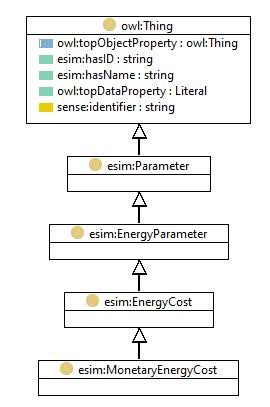 owl:Thing
owl:topObjectProperty : owl:Thing
esim:hasID : string
esim:hasName : string
owl:topDataProperty : Literal
sense:identifier : string
esim:Parameter
esim:EnergyParameter
esim:EnergyCost
esim:MonetaryEnergyCost